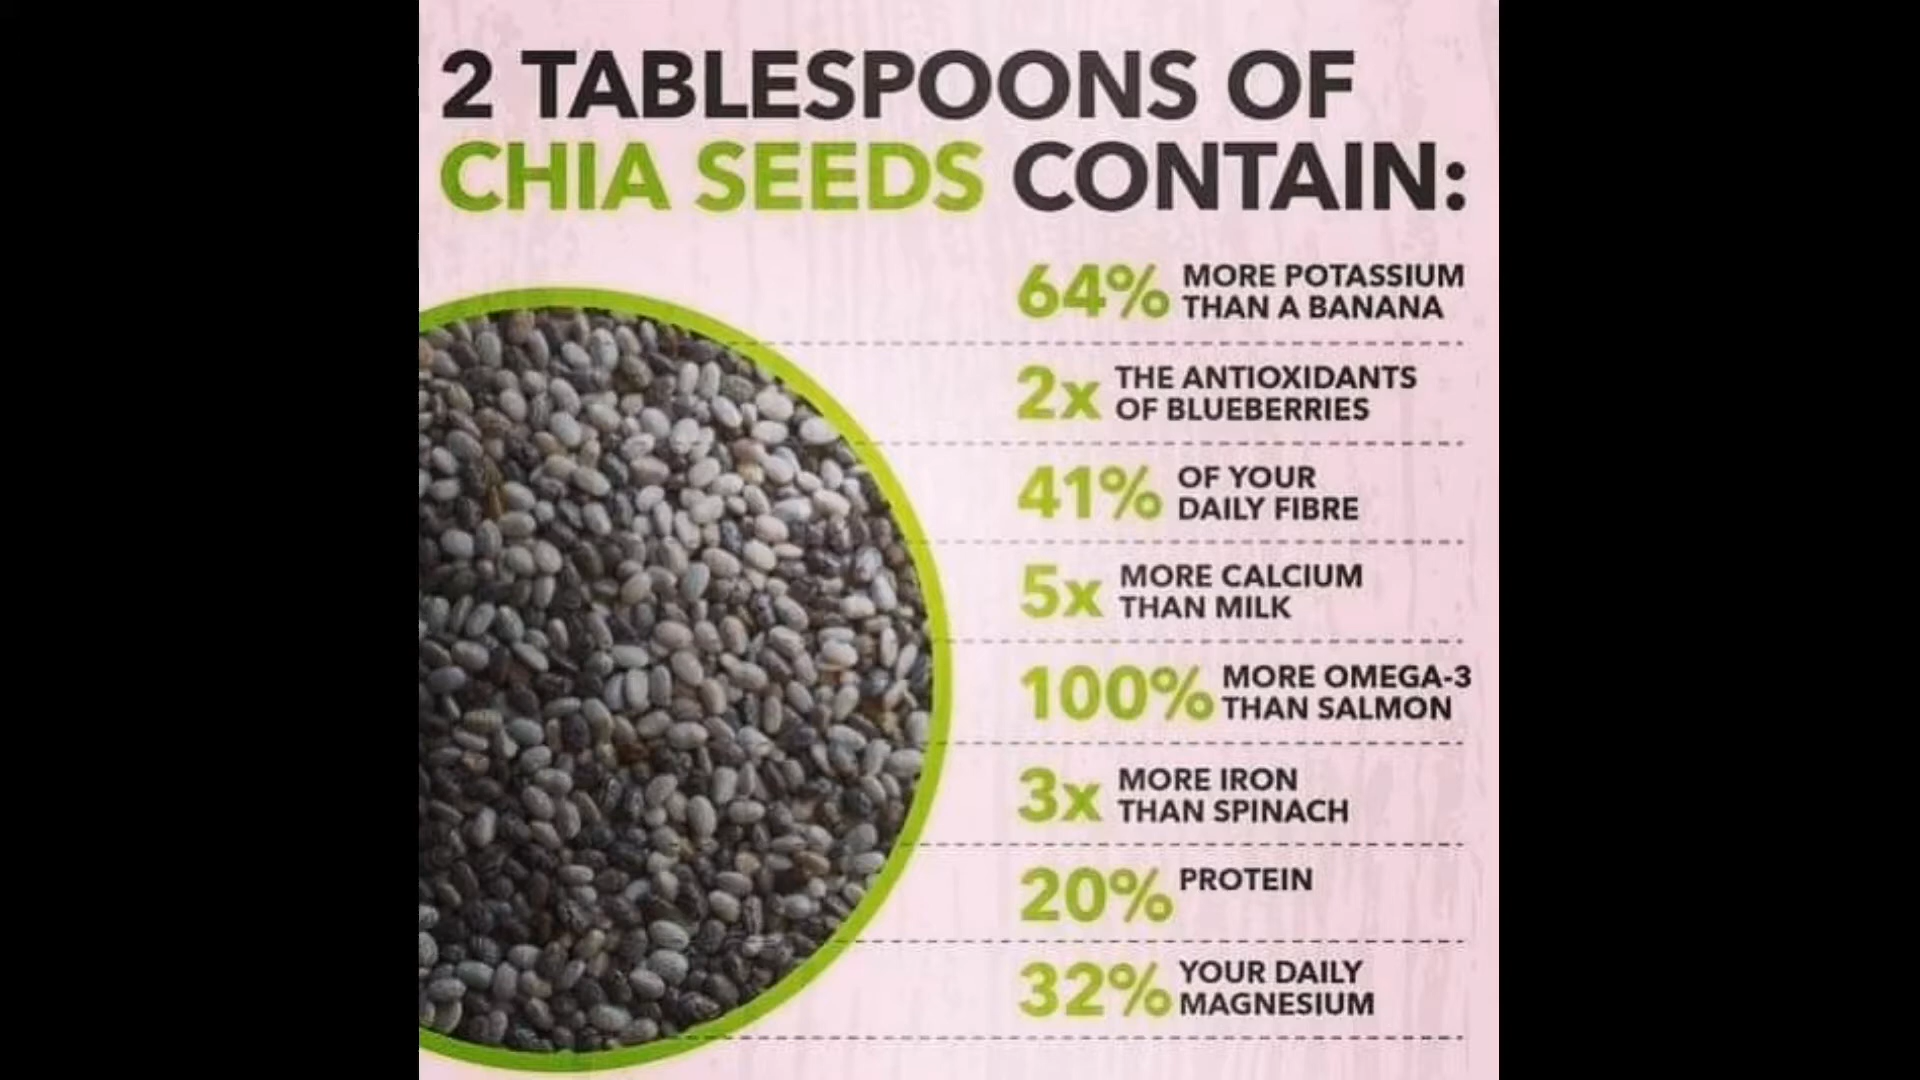 2 TABLESPOONS OF
CHIA SEEDS CONTAIN:
64% MORE POTASSIUM
THAN A BANANA
2x THE ANTIOXIDANTS
OF BLUEBERRIES
41% OF YOUR
DAILY FIBRE
5x MORE CALCIUM
THAN MILK
100% MORE OMEGA-3
THAN SALMON
3x MORE IRON
THAN SPINACH
20% PROTEIN
32% YOUR DAILY
MAGNESIUM